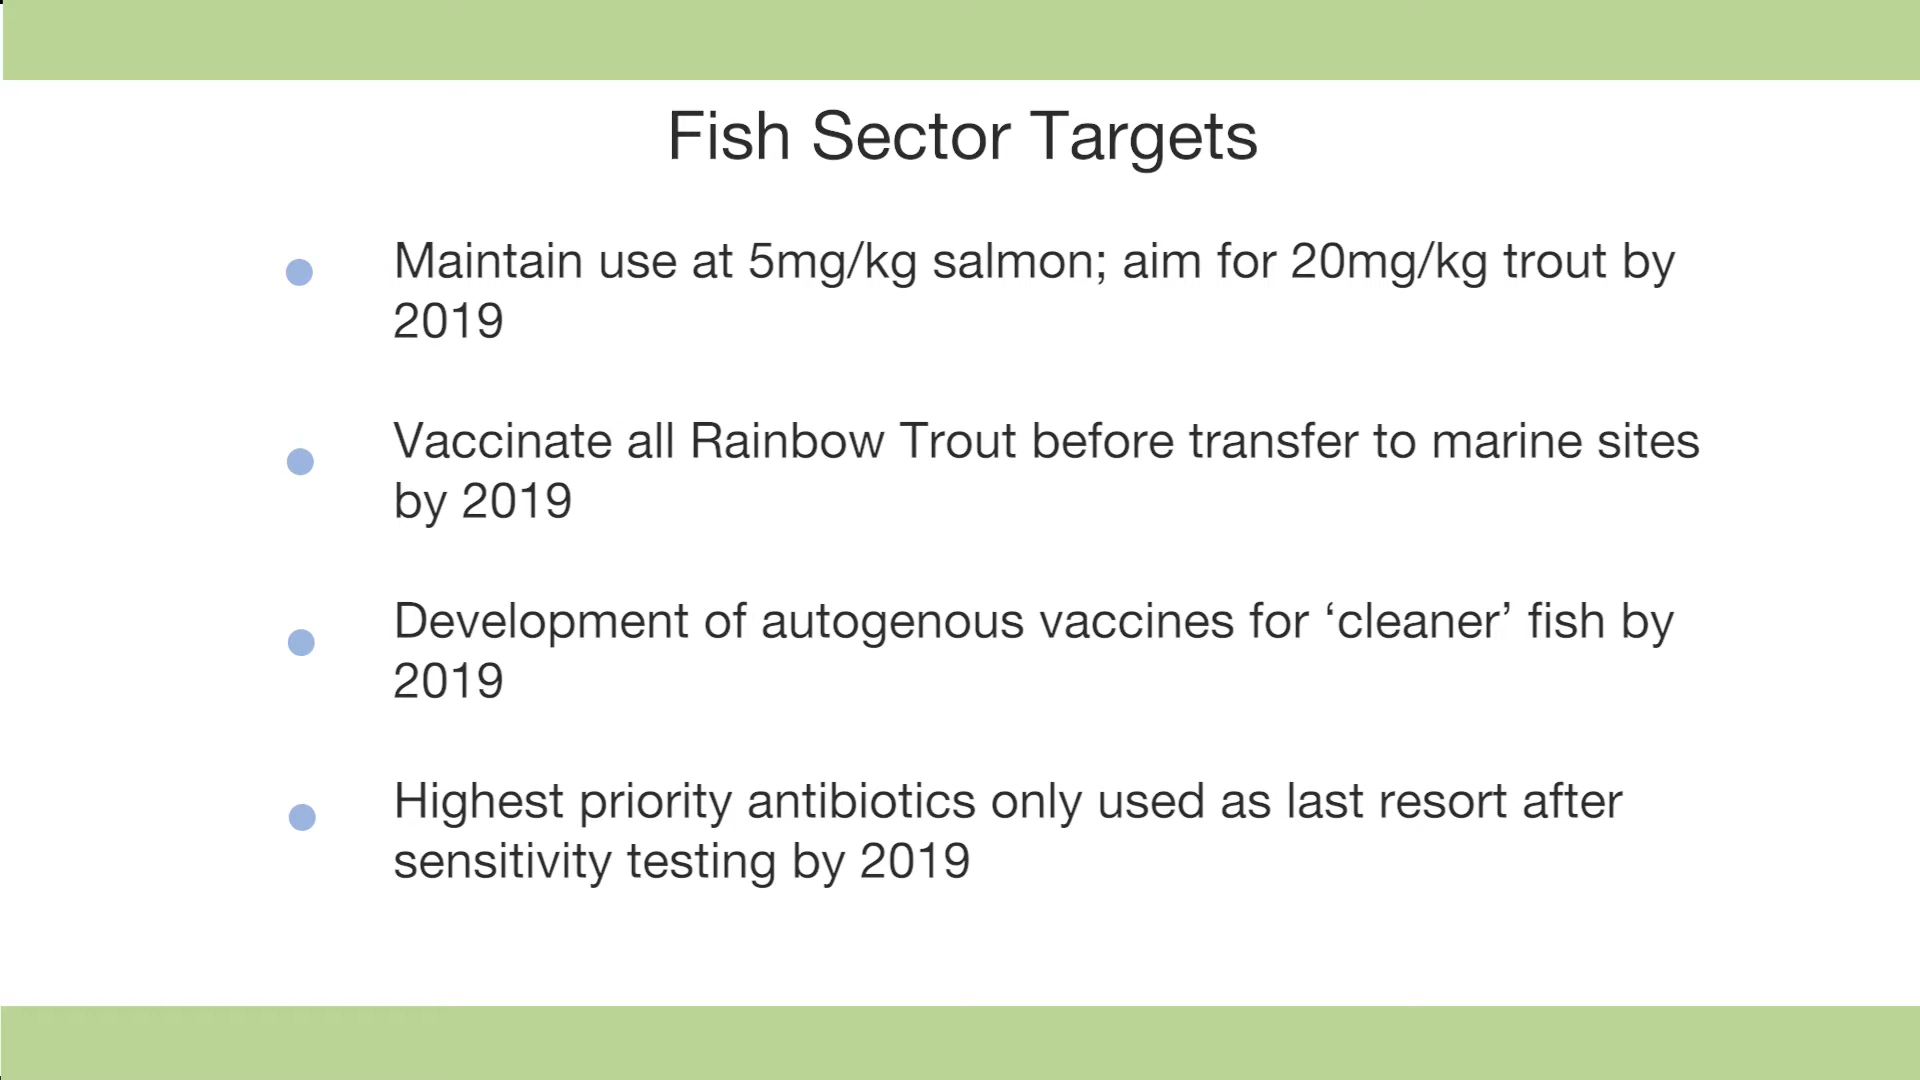 Fish Sector Targets
Maintain use at 5mg/kg salmon; aim for 20mg/kg trout by
2019
Vaccinate all Rainbow Trout before transfer to marine sites
by 2019
Development of autogenous vaccines for ‘cleaner’ fish by
2019
Highest priority antibiotics only used as last resort after
sensitivity testing by 2019